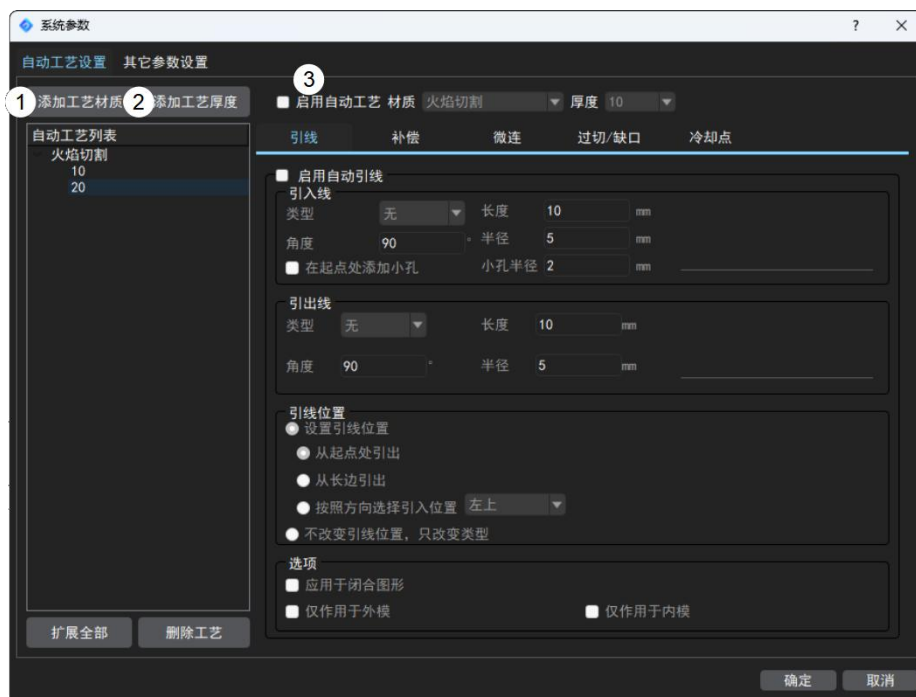 系统参数 ? ×
自动工艺设置 其它参数设置
1 添加工艺材质 2 添加工艺厚度
3
启用自动工艺 材质 火焰切割 厚度 10
自动工艺列表
火焰切割
10
20
扩展全部 删除工艺
引线 补偿 微连 过切/缺口 冷却点
启用自动引线
引入线
类型 无 长度 10 mm
角度 90 ° 半径 5 mm
在起点处添加小孔 小孔半径 2 mm
引出线
类型 无 长度 10 mm
角度 90 ° 半径 5 mm
引线位置
设置引线位置
从起点处引出
从长边引出
按照方向选择引入位置 左上
不改变引线位置，只改变类型
选项
应用于闭合图形
仅作用于外模 仅作用于内模
确定 取消